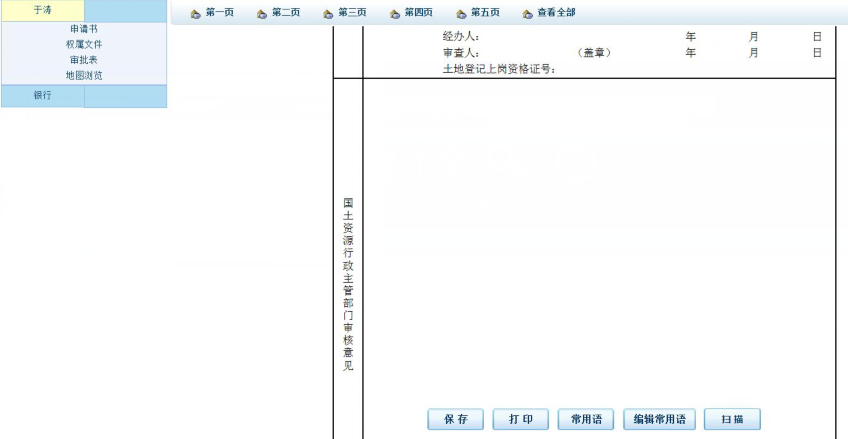 于涛
第一页 第二页 第三页 第四页 第五页 查看全部
申请书
权属文件
审批表
地图浏览
银行
经办人： 年 月 日
审查人： （盖章） 年 月 日
土地登记上岗资格证号：
国土资源行政主管部门审核意见
保存 打印 常用语 编辑常用语 扫描